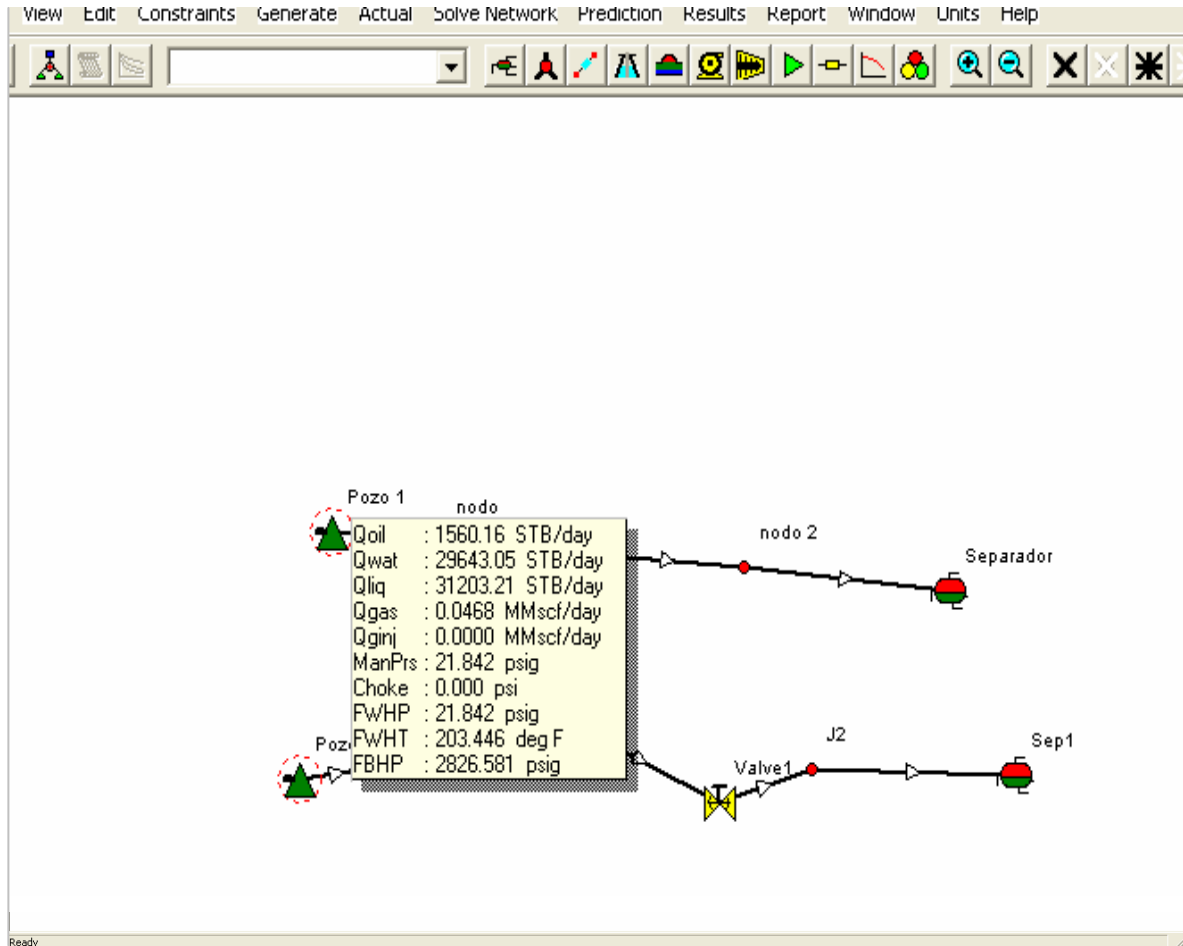 View Edit Constraints Generate Actual Solve Network Prediction Results Report Window Units Help
Pozo 1
nodo
Qoil : 1560.16 STB/day
Qwat : 29643.05 STB/day
Qliq : 31203.21 STB/day
Qgas : 0.0468 MMscf/day
Qginj : 0.0000 MMscf/day
ManPrs : 21.842 psig
Choke : 0.000 psi
FWHP : 21.842 psig
FWHT : 203.446 deg F
FBHP : 2826.581 psig
nodo 2
Separador
J2
Sep1
Valve1
Ready